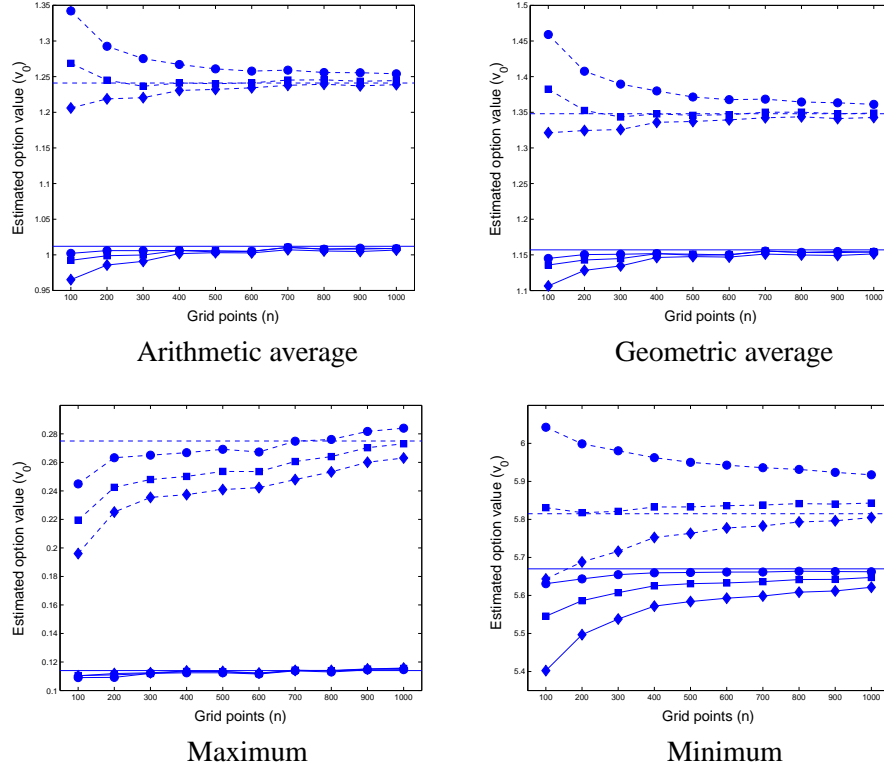 1.35
1.3
1.25
1.2
1.15
1.1
1.05
1
0.95
Estimated option value (v0)
100 200 300 400 500 600 700 800 900 1000
Grid points (n)
Arithmetic average
1.5
1.45
1.4
1.35
1.3
1.25
1.2
1.15
1.1
Estimated option value (v0)
100 200 300 400 500 600 700 800 900 1000
Grid points (n)
Geometric average
0.28
0.26
0.24
0.22
0.2
0.18
0.16
0.14
0.12
0.1
Estimated option value (v0)
100 200 300 400 500 600 700 800 900 1000
Grid points (n)
Maximum
6
5.9
5.8
5.7
5.6
5.5
5.4
Estimated option value (v0)
100 200 300 400 500 600 700 800 900 1000
Grid points (n)
Minimum